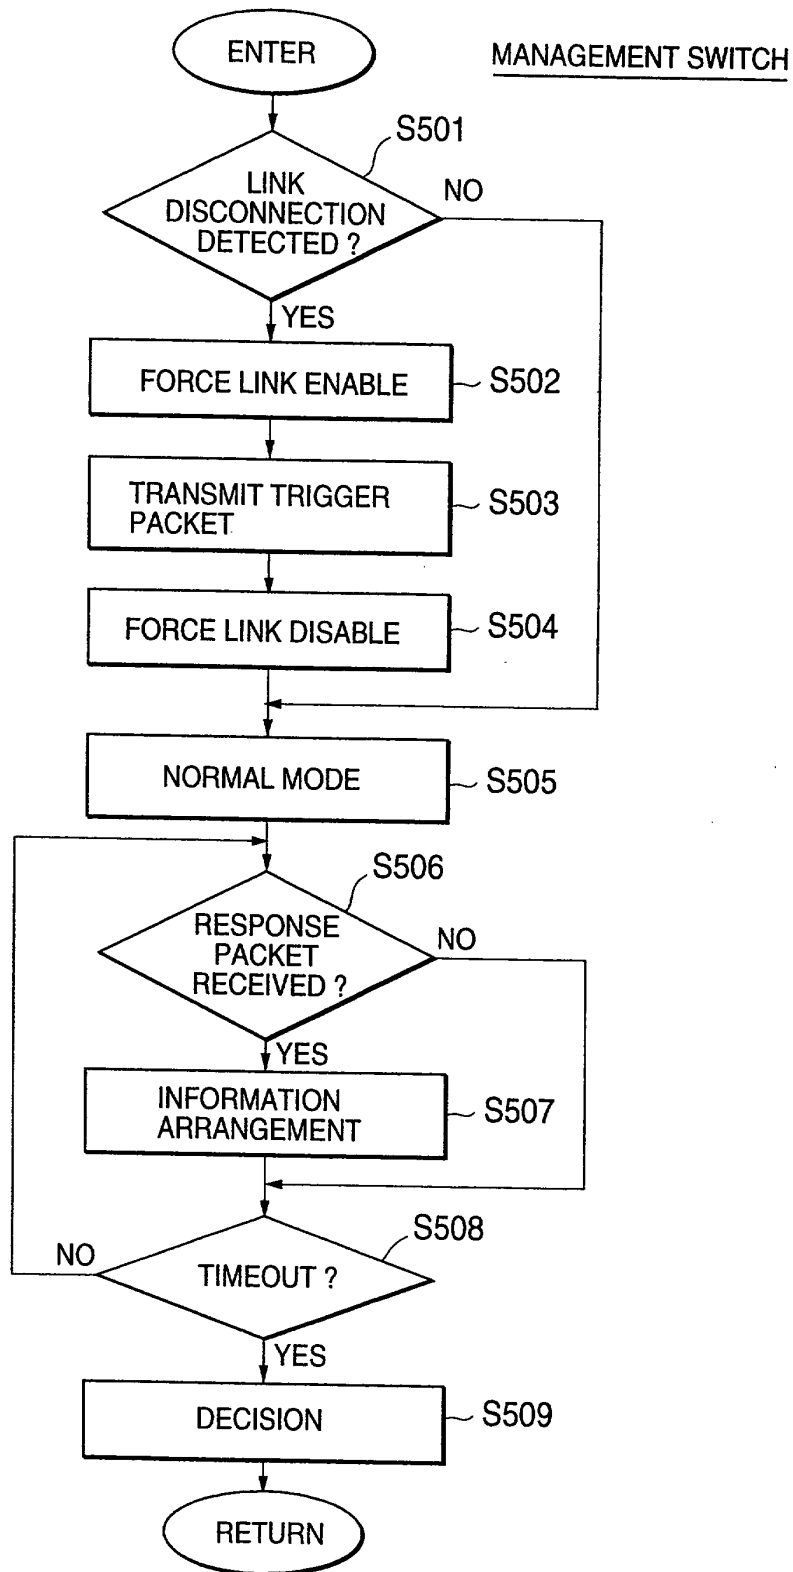 ENTER
MANAGEMENT SWITCH
S501
LINK
DISCONNECTION
DETECTED ?
NO
YES
FORCE LINK ENABLE
S502
TRANSMIT TRIGGER
PACKET
S503
FORCE LINK DISABLE
S504
NORMAL MODE
S505
S506
RESPONSE
PACKET
RECEIVED ?
NO
YES
INFORMATION
ARRANGEMENT
S507
S508
NO
TIMEOUT ?
YES
DECISION
S509
RETURN